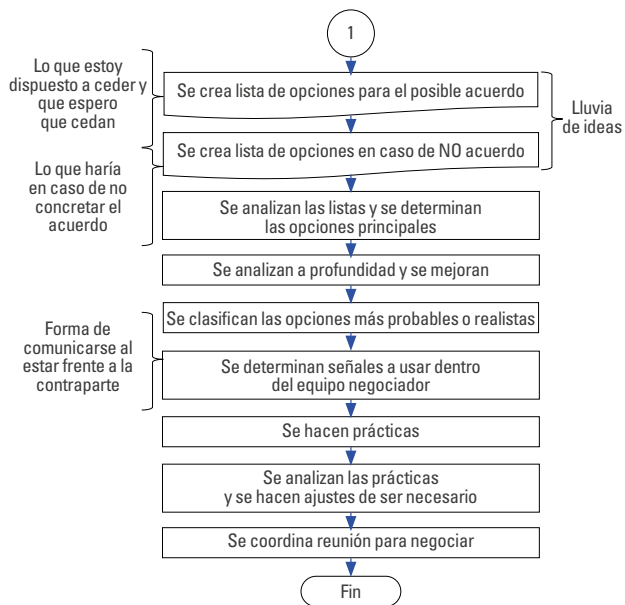 1
Lo que estoy
dispuesto a ceder y
que espero
que cedan
Se crea lista de opciones para el posible acuerdo
Lluvia
de ideas
Se crea lista de opciones en caso de NO acuerdo
Lo que haría
en caso de no
concretar el
acuerdo
Se analizan las listas y se determinan
las opciones principales
Se analizan a profundidad y se mejoran
Se clasifican las opciones más probables o realistas
Forma de
comunicarse al
estar frente a la
contraparte
Se determinan señales a usar dentro
del equipo negociador
Se hacen prácticas
Se analizan las prácticas
y se hacen ajustes de ser necesario
Se coordina reunión para negociar
Fin